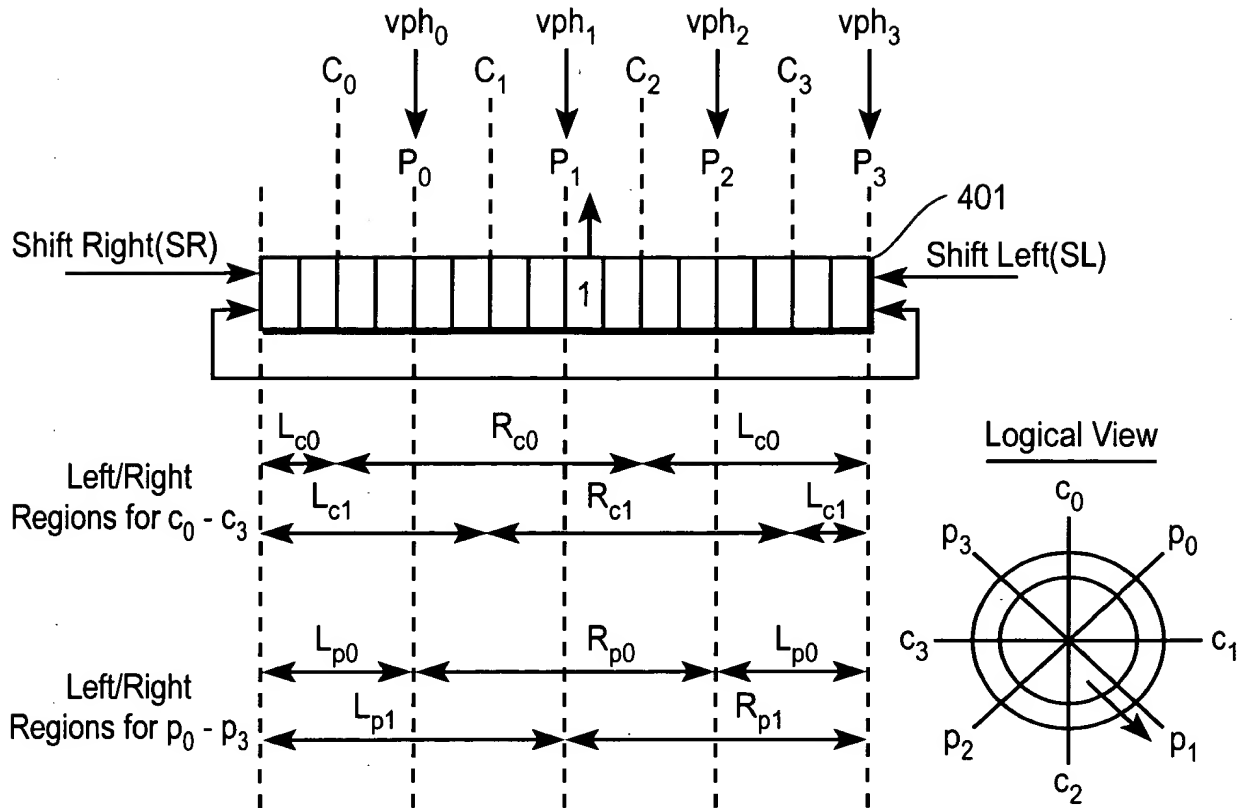 vph0 vph1 vph2 vph3
C0 C1 C2 C3
P0 P1 P2 P3
401
Shift Right(SR)
Shift Left(SL)
1
Lc0 Rc0 Lc0
Left/Right
Regions for c0 - c3
Lc1 Rc1 Lc1
Lp0 Rp0 Lp0
Left/Right
Regions for p0 - p3
Lp1 Rp1
Logical View
c0
p3 p0
c3 c1
p2 p1
c2